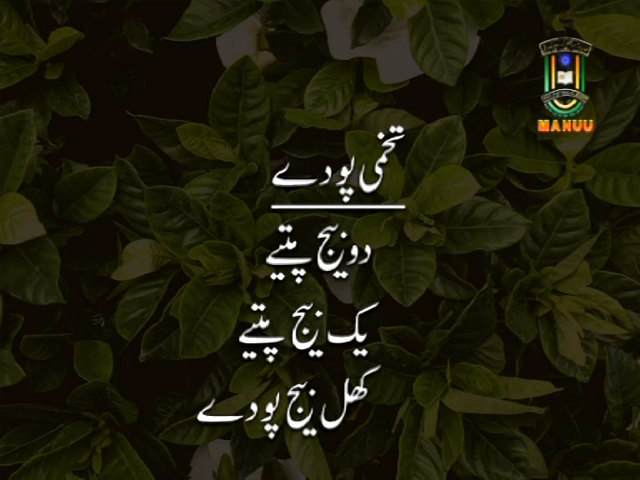 MANUU
تخمی پودے
دو بیج پتیے
یک بیج پتیے
کھل بیج پودے